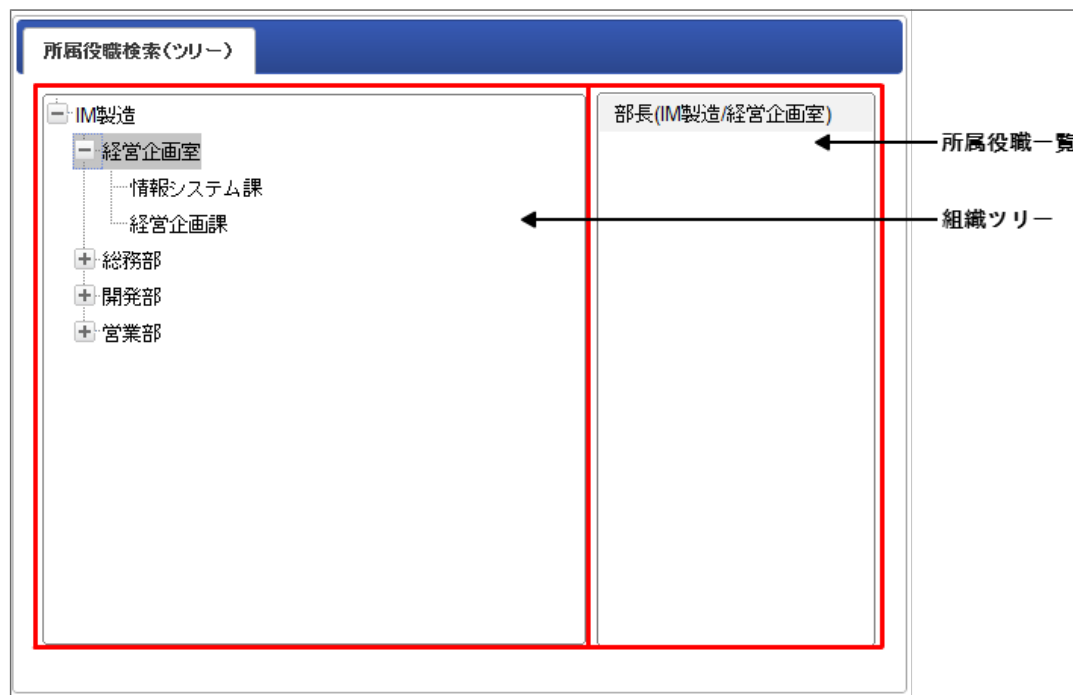 所属役職検索(ツリー)
IM製造
経営企画室
情報システム課
経営企画課
総務部
開発部
営業部
部長(IM製造/経営企画室)
所属役職一覧
組織ツリー